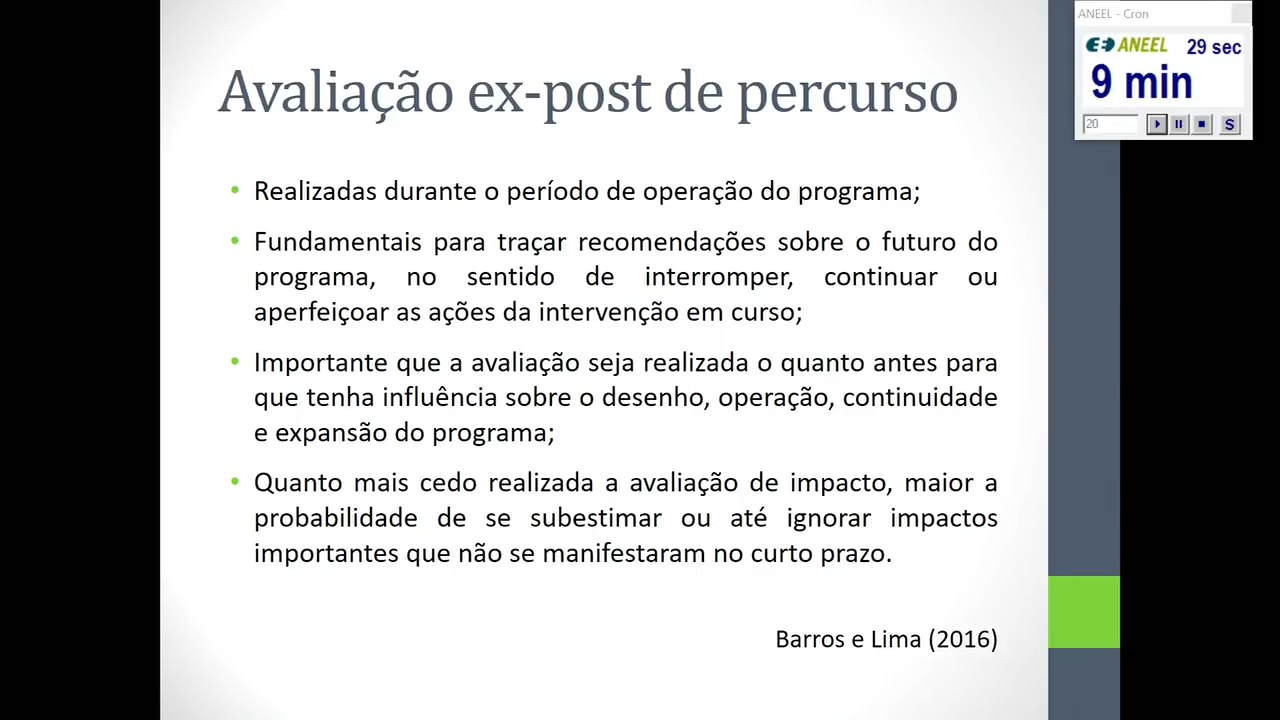 ANEEL - Cron
ANEEL 29 sec
9 min
20
S
Avaliação ex-post de percurso
• Realizadas durante o período de operação do programa;
• Fundamentais para traçar recomendações sobre o futuro do
programa, no sentido de interromper, continuar ou
aperfeiçoar as ações da intervenção em curso;
• Importante que a avaliação seja realizada o quanto antes para
que tenha influência sobre o desenho, operação, continuidade
e expansão do programa;
• Quanto mais cedo realizada a avaliação de impacto, maior a
probabilidade de se subestimar ou até ignorar impactos
importantes que não se manifestaram no curto prazo.
Barros e Lima (2016)